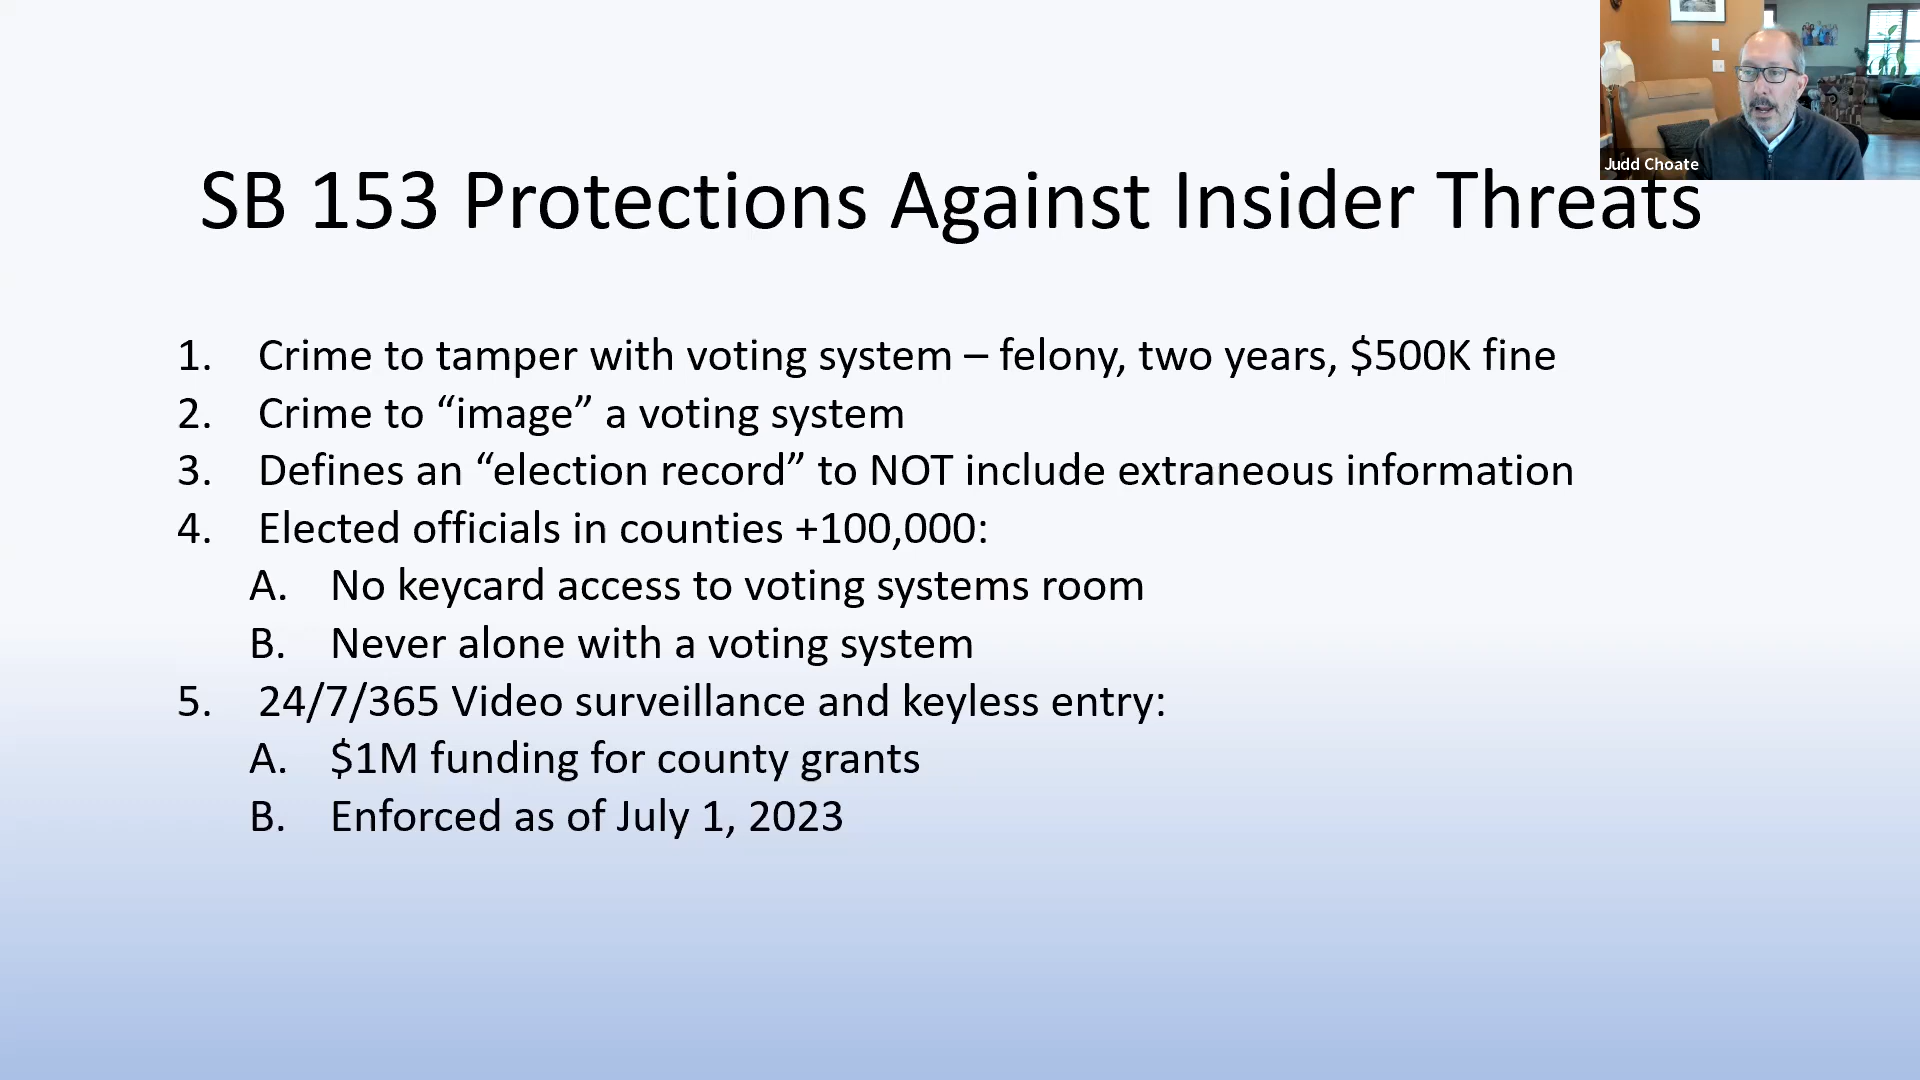 Judd Choate
SB 153 Protections Against Insider Threats
1. Crime to tamper with voting system – felony, two years, $500K fine
2. Crime to “image” a voting system
3. Defines an “election record” to NOT include extraneous information
4. Elected officials in counties +100,000:
A. No keycard access to voting systems room
B. Never alone with a voting system
5. 24/7/365 Video surveillance and keyless entry:
A. $1M funding for county grants
B. Enforced as of July 1, 2023